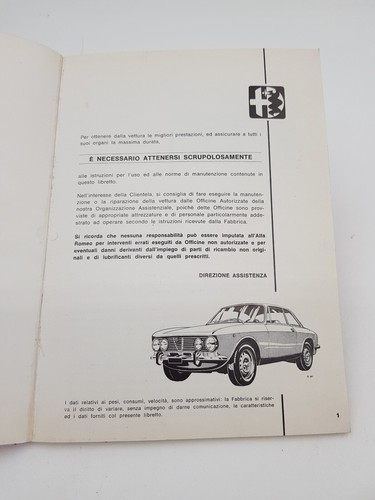 Per ottenere dalla vettura le migliori prestazioni, ed assicurare a tutti i
suoi organi la massima durata,
È NECESSARIO ATTENERSI SCRUPOLOSAMENTE
alle istruzioni per l'uso ed alle norme di manutenzione contenute in
questo libretto.
Nell'interesse della Clientela, si consiglia di fare eseguire la manuten-
zione o la riparazione della vettura dalle Officine Autorizzate della
nostra Organizzazione Assistenziale, poiché dette Officine sono prov-
viste di appropriate attrezzature e di personale particolarmente adde-
strato ad operare secondo le istruzioni ricevute dalla Fabbrica.
Si ricorda che nessuna responsabilità può essere imputata all'Alfa
Romeo per interventi errati eseguiti da Officine non autorizzate e per
eventuali danni derivanti dall'impiego di parti di ricambio non origi-
nali e di lubrificanti diversi da quelli prescritti.
DIREZIONE ASSISTENZA
I dati relativi ai pesi, consumi, velocità, sono approssimativi: la Fabbrica si riser-
va il diritto di variare, senza impegno di darne comunicazione, le caratteristiche
ed i dati forniti col presente libretto.
1